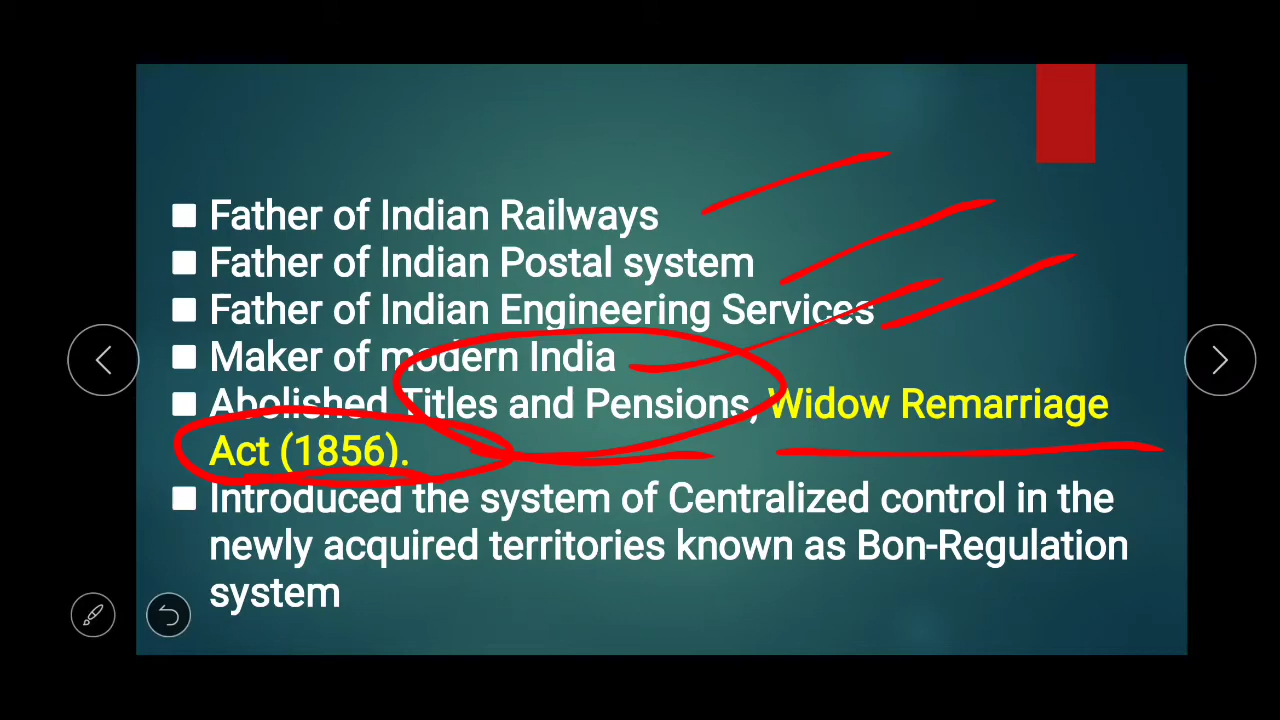 Father of Indian Railways
Father of Indian Postal system
Father of Indian Engineering Services
Maker of modern India
Abolished Titles and Pensions, Widow Remarriage
Act (1856).
Introduced the system of Centralized control in the
newly acquired territories known as Bon-Regulation
system